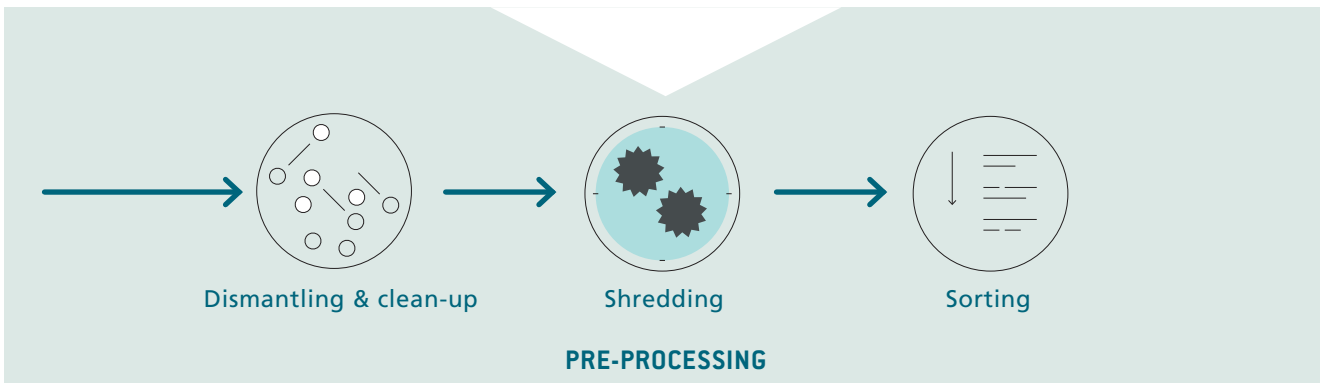 Dismantling & clean-up
Shredding
Sorting
PRE-PROCESSING